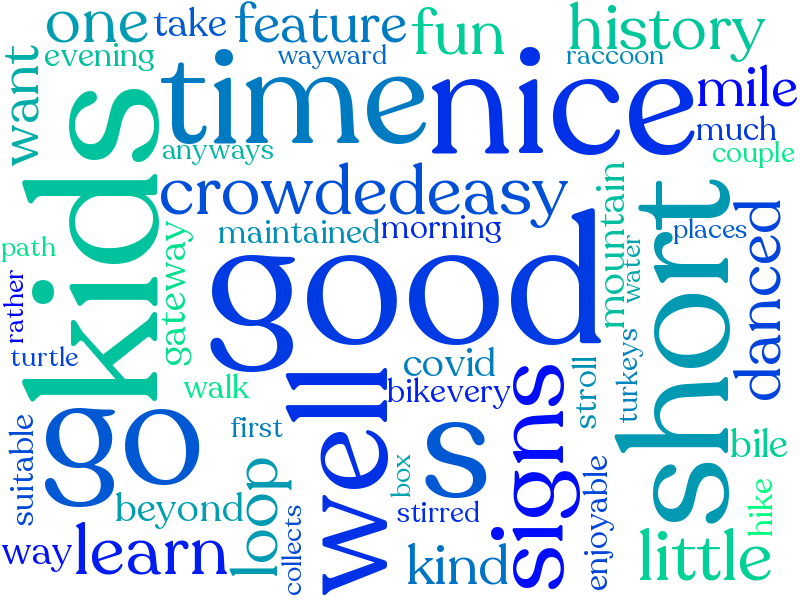 one
take
feature
fun
history
evening
wayward
raccoon
want
kids
time
nice
mile
much
anyways
couple
crowded
easy
mountain
short
places
danced
path
gateway
maintained
morning
water
rather
good
turkeys
turtle
covid
stroll
walk
bike
very
well
signs
go
s
suitable
first
bile
loop
box
enjoyable
hike
beyond
collects
stirred
way
learn
kind
little